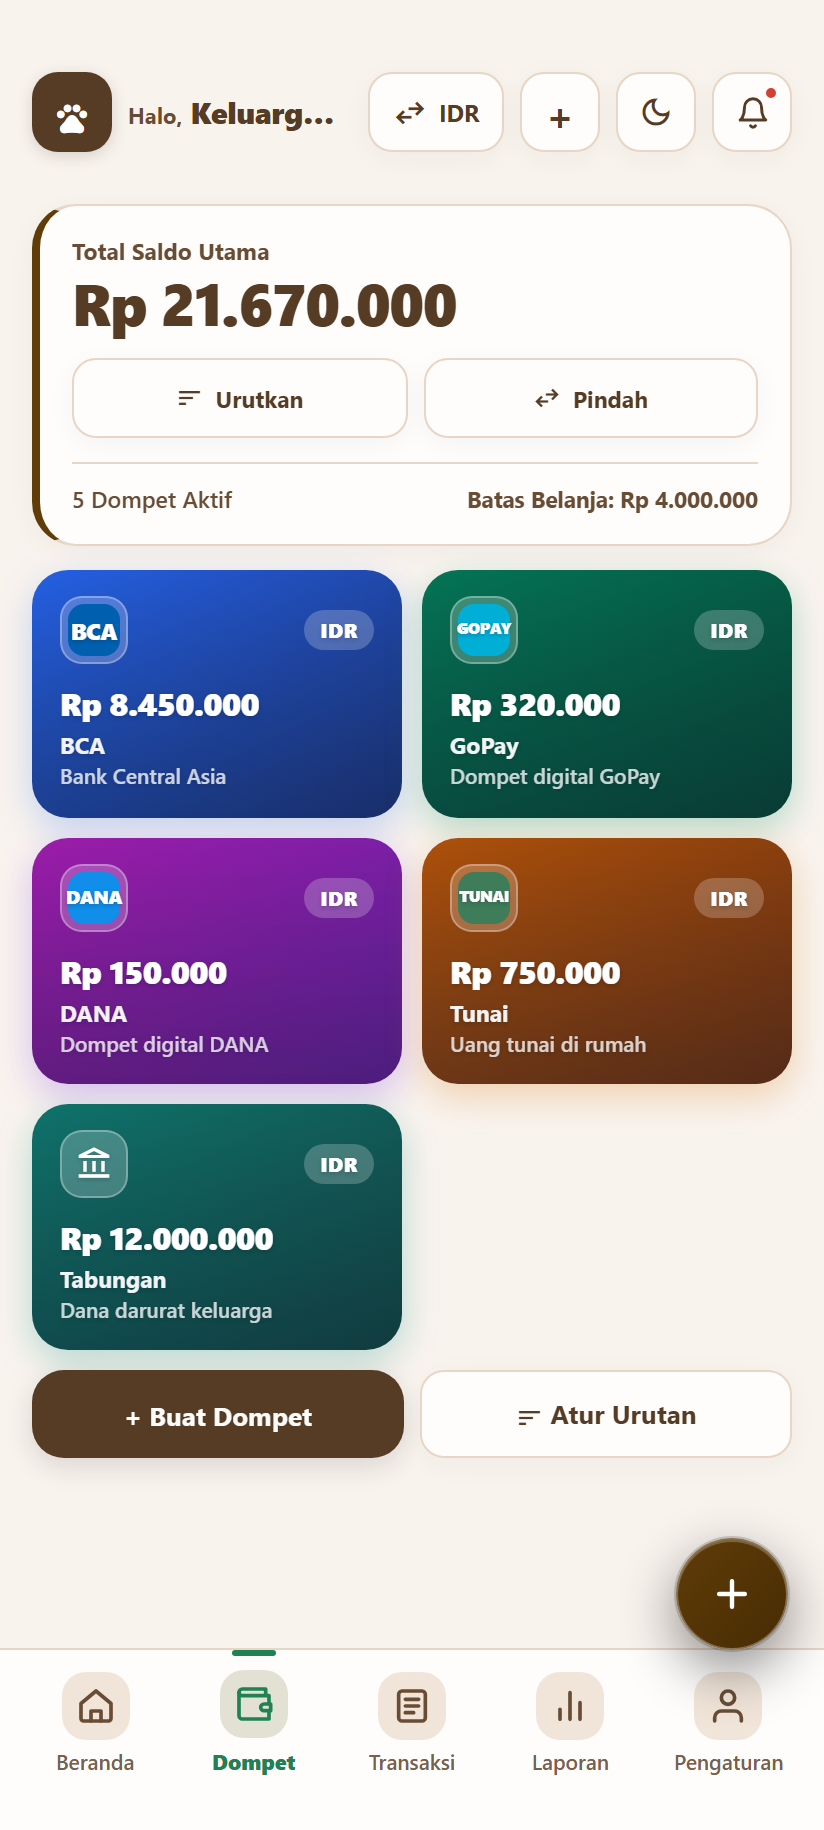 Halo, Keluarg...
IDR
+
Total Saldo Utama
Rp 21.670.000
Urutkan
Pindah
5 Dompet Aktif
Batas Belanja: Rp 4.000.000
BCA
IDR
Rp 8.450.000
BCA
Bank Central Asia
GOPAY
IDR
Rp 320.000
GoPay
Dompet digital GoPay
DANA
IDR
Rp 150.000
DANA
Dompet digital DANA
TUNAI
IDR
Rp 750.000
Tunai
Uang tunai di rumah
IDR
Rp 12.000.000
Tabungan
Dana darurat keluarga
+ Buat Dompet
Atur Urutan
+
Beranda
Dompet
Transaksi
Laporan
Pengaturan